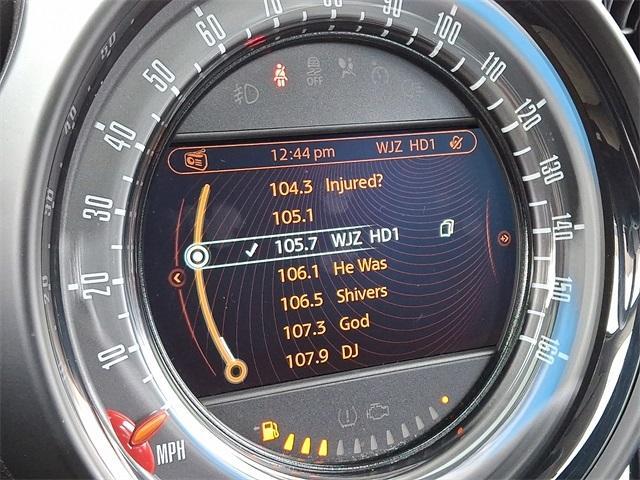 12:44 pm WJZ HD1
104.3 Injured?
105.1
105.7 WJZ HD1
106.1 He Was
106.5 Shivers
107.3 God
107.9 DJ
OFF
10
20
30
40
50
60
70
80
90
100
110
120
130
140
150
160
MPH